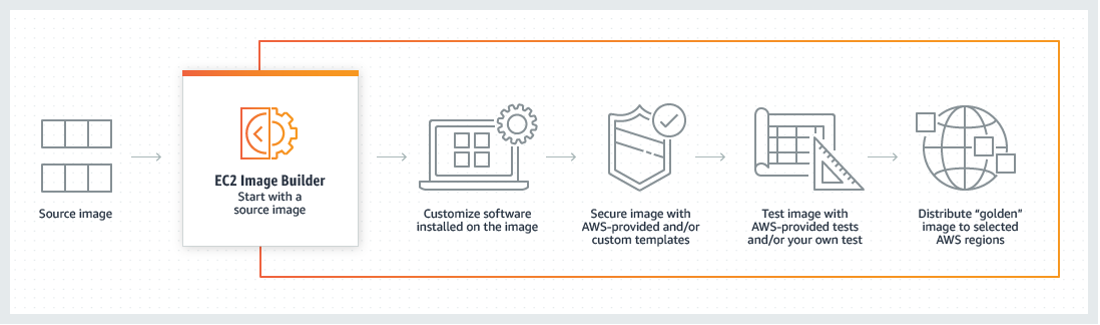 Source image
EC2 Image Builder
Start with a
source image
Customize software
installed on the image
Secure image with
AWS-provided and/or
custom templates
Test image with
AWS-provided tests
and/or your own test
Distribute “golden”
image to selected
AWS regions